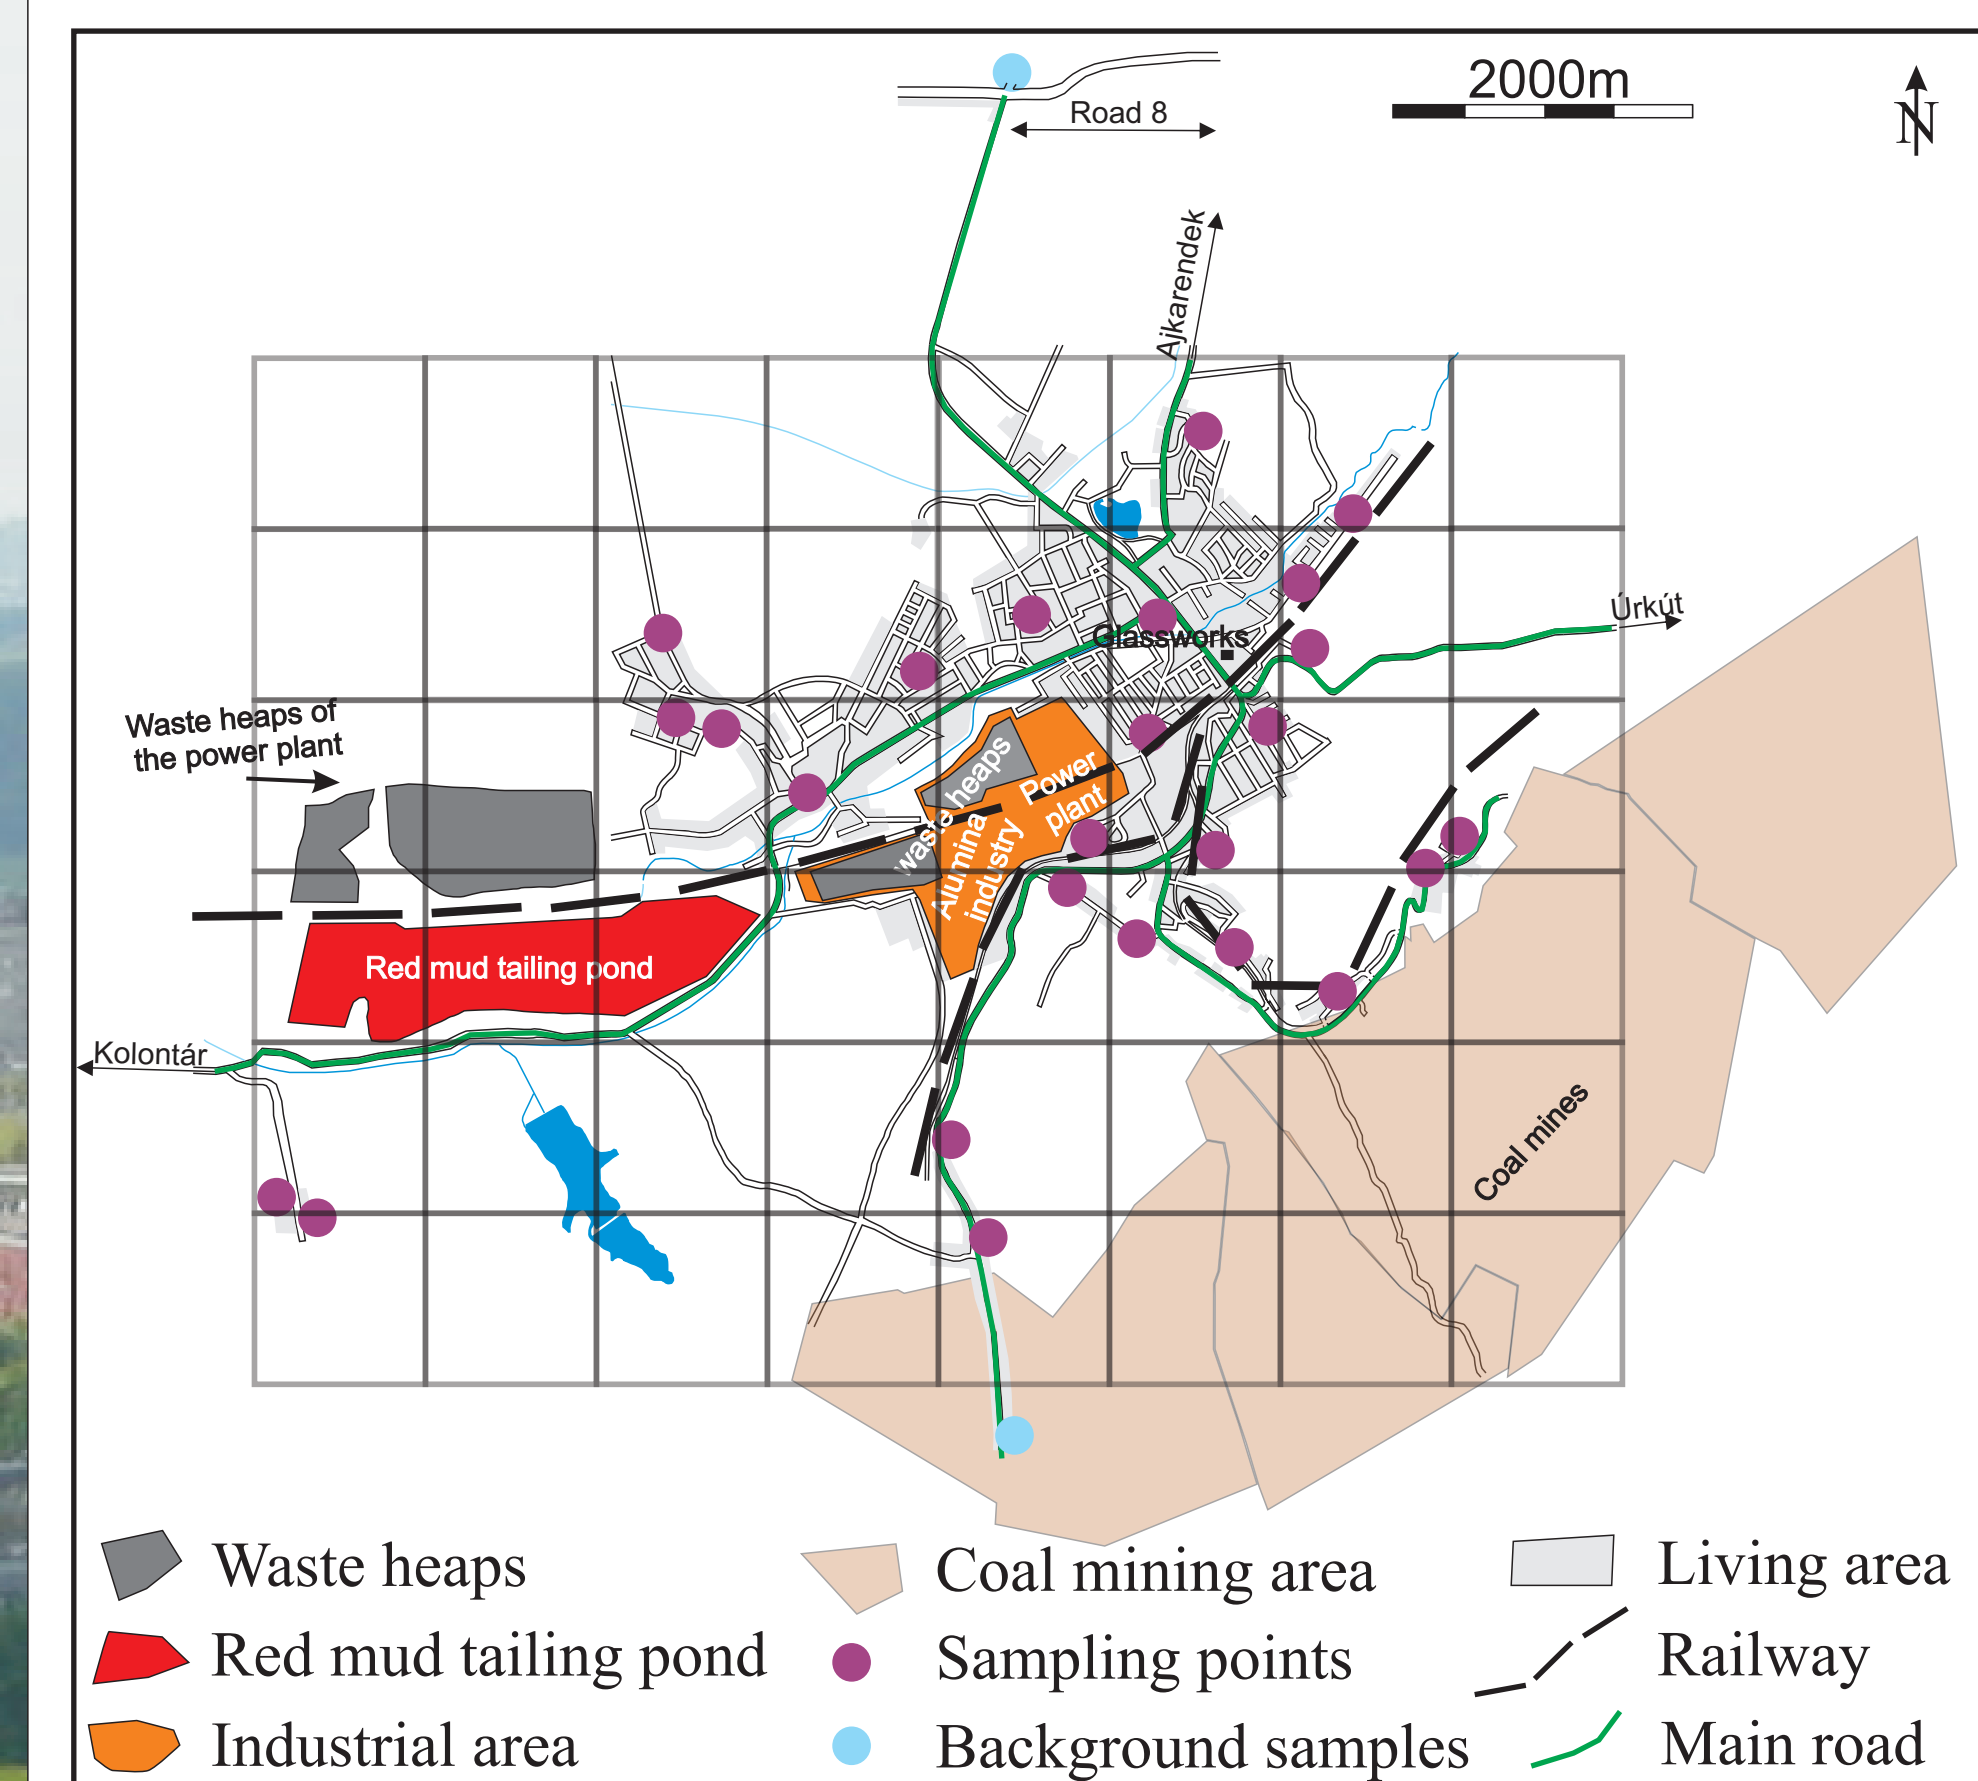 2000m
N
Road 8
Ajkarendek
Úrkút
Glassworks
Waste heaps of
the power plant
waste heaps
Power
plant
Alumina
industry
Red mud tailing pond
Kolontár
Coal mines
Waste heaps
Coal mining area
Living area
Red mud tailing pond
Sampling points
Railway
Industrial area
Background samples
Main road